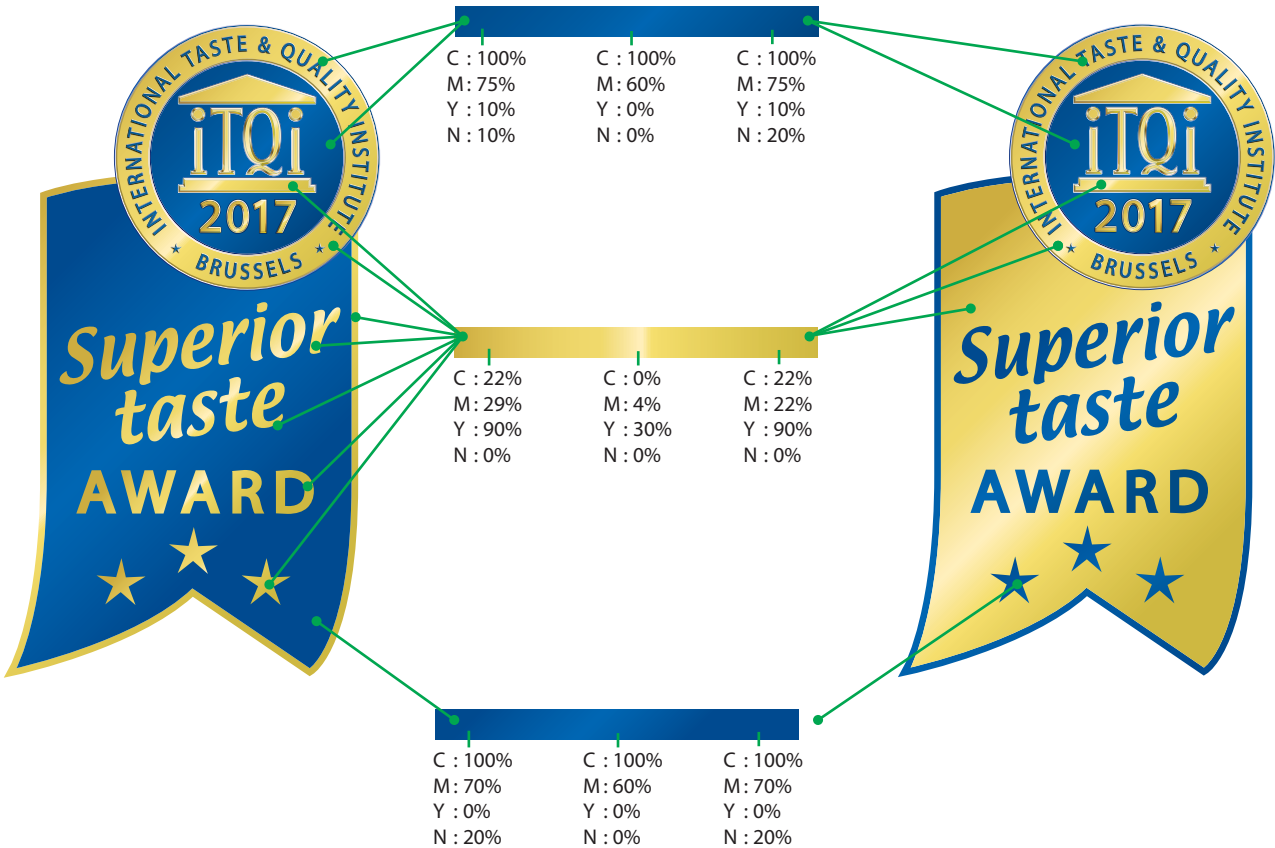 INTERNATIONAL TASTE & QUALITY INSTITUTE
iTQi
2017
★ BRUSSELS ★
Superior
taste
AWARD
C : 100% C : 100% C : 100%
M : 75% M : 60% M : 75%
Y : 10% Y : 0% Y : 10%
N : 10% N : 0% N : 20%
C : 22% C : 0% C : 22%
M : 29% M : 4% M : 22%
Y : 90% Y : 30% Y : 90%
N : 0% N : 0% N : 0%
C : 100% C : 100% C : 100%
M : 70% M : 60% M : 70%
Y : 0% Y : 0% Y : 0%
N : 20% N : 0% N : 20%
INTERNATIONAL TASTE & QUALITY INSTITUTE
iTQi
2017
★ BRUSSELS ★
Superior
taste
AWARD